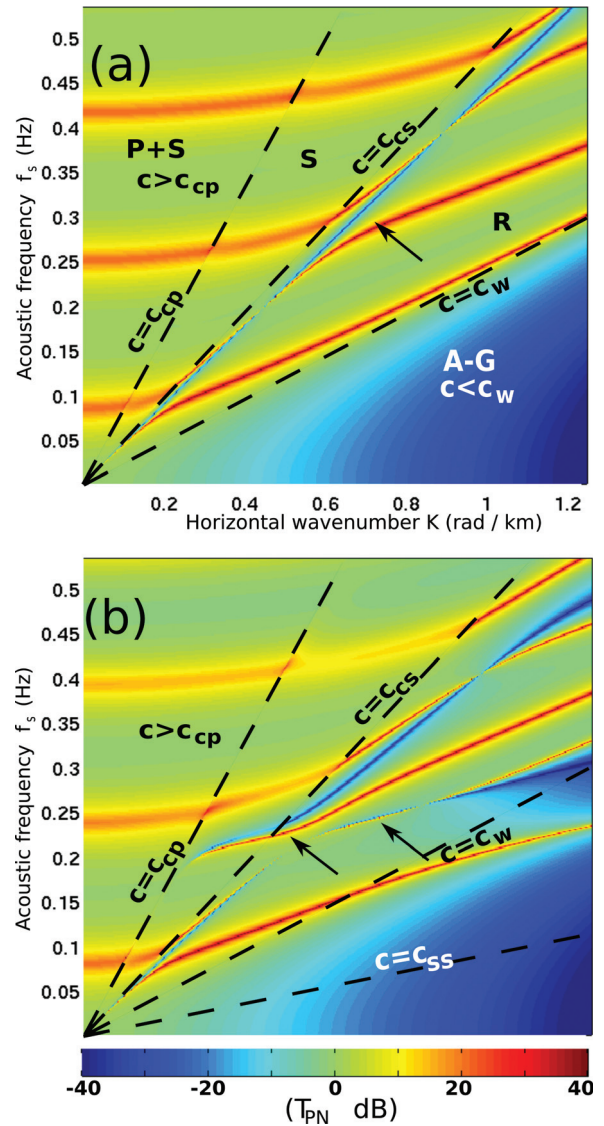 (a)
0.5
0.45
0.4
0.35
0.3
0.25
0.2
0.15
0.1
0.05
Acoustic frequency f_s (Hz)
P+S
c>c_cp
S
c=c_cs
c=c_cp
R
c=c_w
A-G
c<c_w
0.2 0.4 0.6 0.8 1 1.2
Horizontal wavenumber K (rad / km)
(b)
0.5
0.45
0.4
0.35
0.3
0.25
0.2
0.15
0.1
0.05
Acoustic frequency f_s (Hz)
c>c_cp
c=c_cs
c=c_cp
c=c_w
c=c_ss
-40 -20 0 20 40
(T_PN dB)